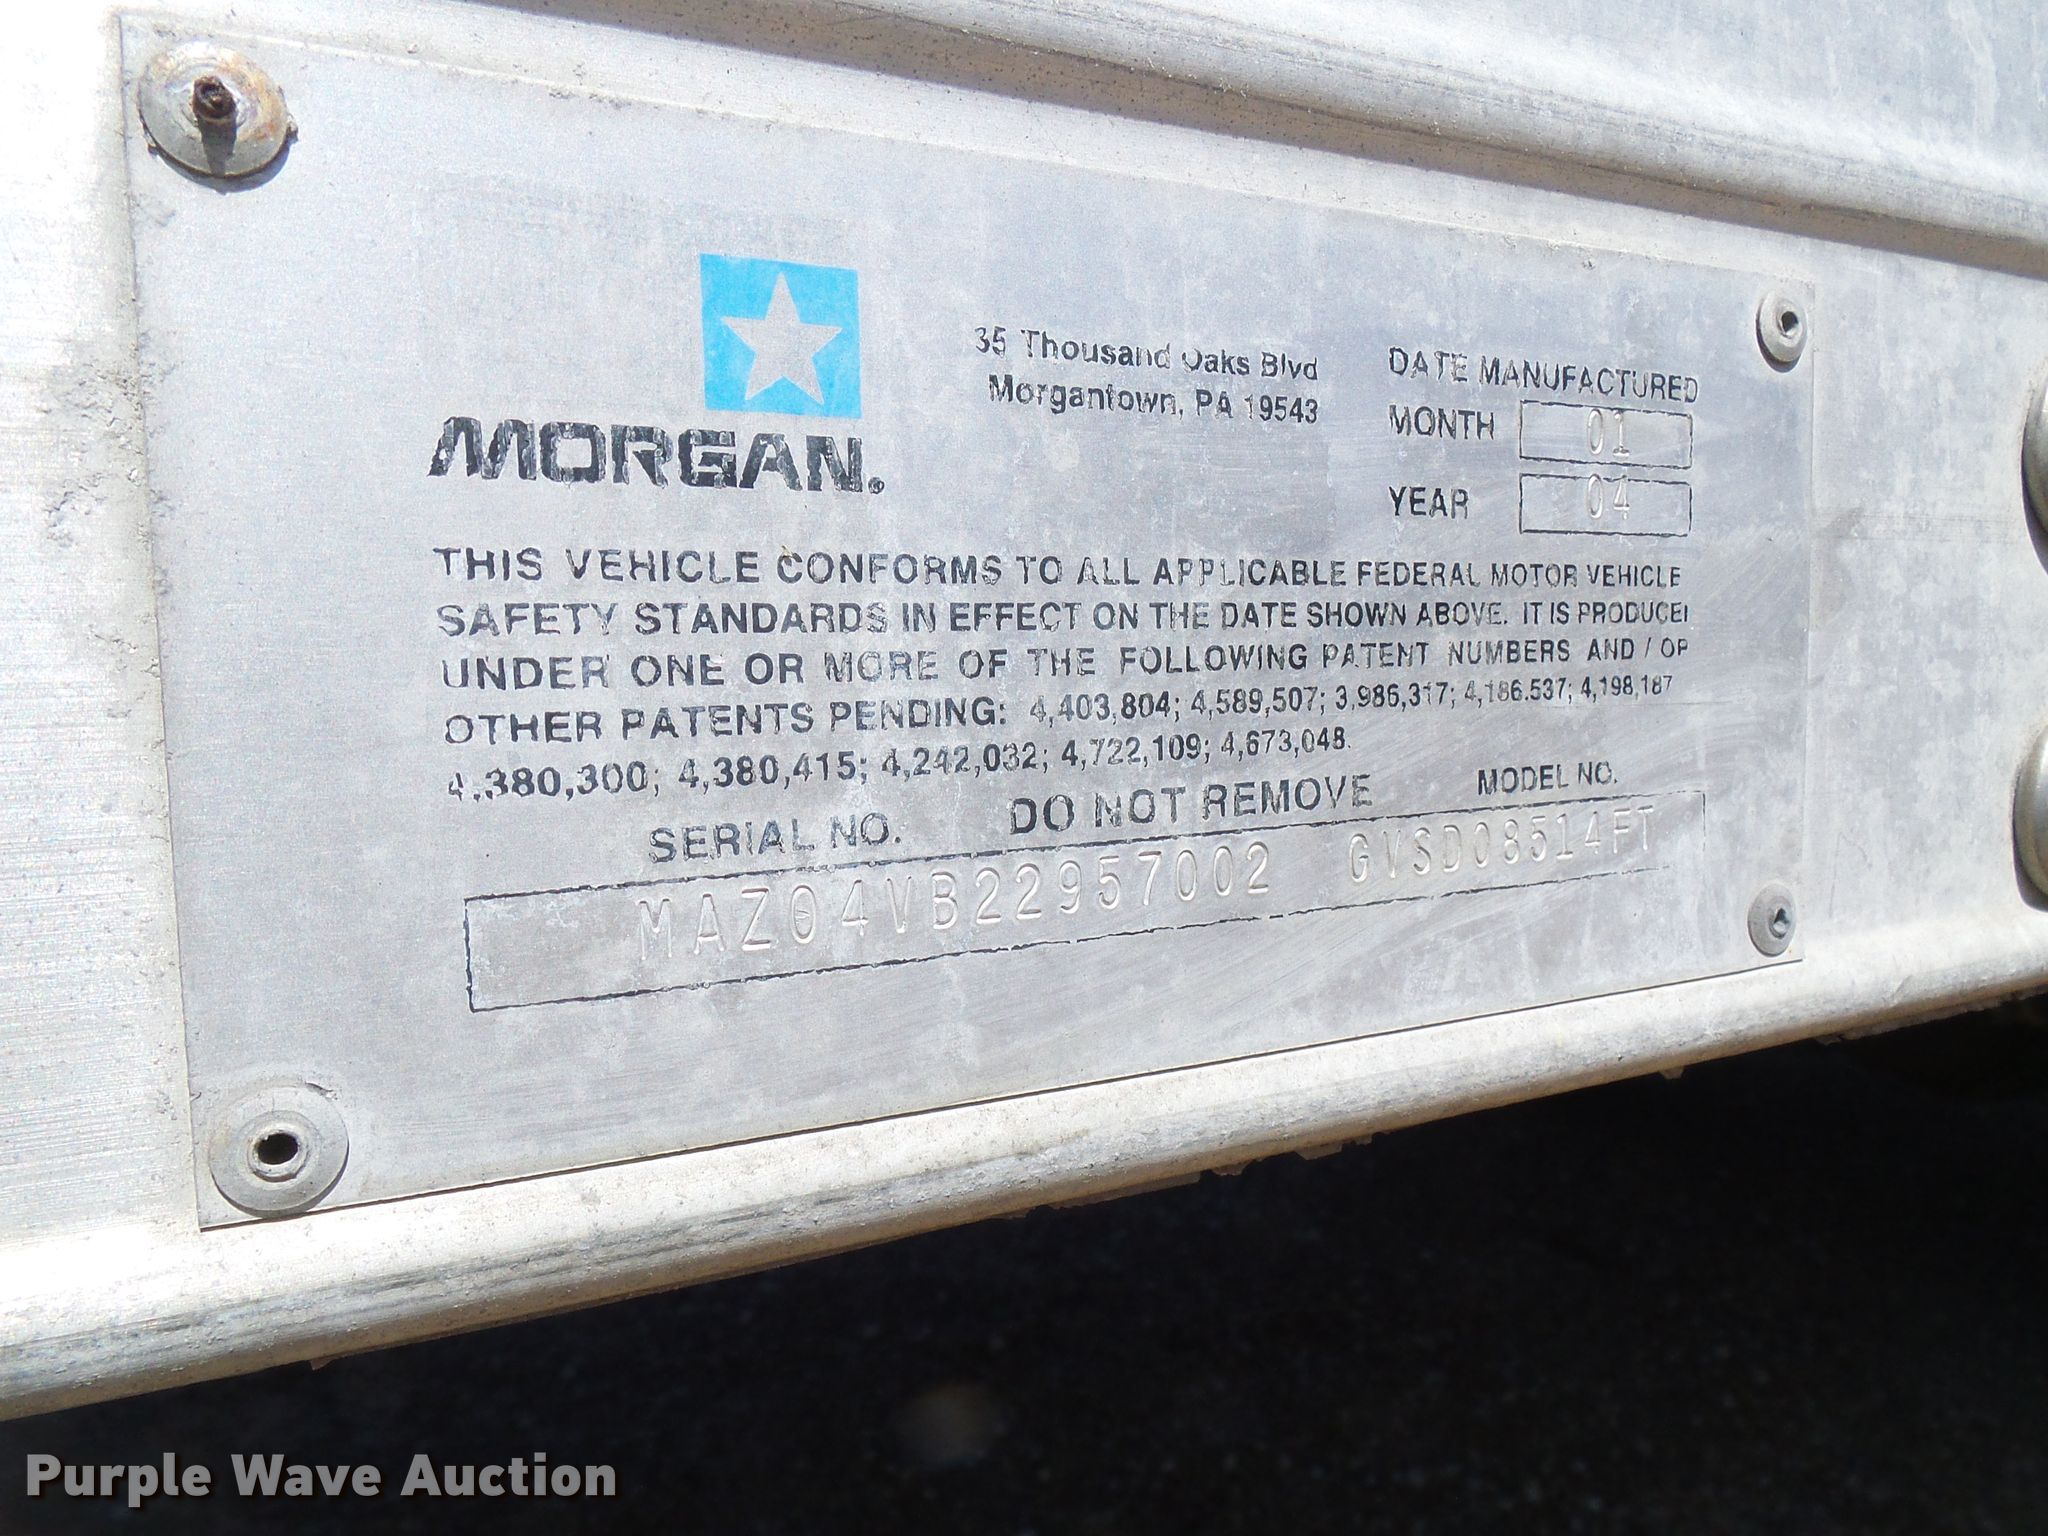 MORGAN.®
35 Thousand Oaks Blvd
Morgantown, PA 19543
DATE MANUFACTURED
MONTH 01
YEAR 04
THIS VEHICLE CONFORMS TO ALL APPLICABLE FEDERAL MOTOR VEHICLE
SAFETY STANDARDS IN EFFECT ON THE DATE SHOWN ABOVE. IT IS PRODUCED
UNDER ONE OR MORE OF THE FOLLOWING PATENT NUMBERS AND / OR
OTHER PATENTS PENDING: 4,403,804; 4,589,507; 3,986,317; 4,186.537; 4,198,187
4,380,300; 4,380,415; 4,242,032; 4,722,109; 4,673,048.
SERIAL NO. DO NOT REMOVE MODEL NO.
MAZ04VB22957002 GVSD08514FT
Purple Wave Auction